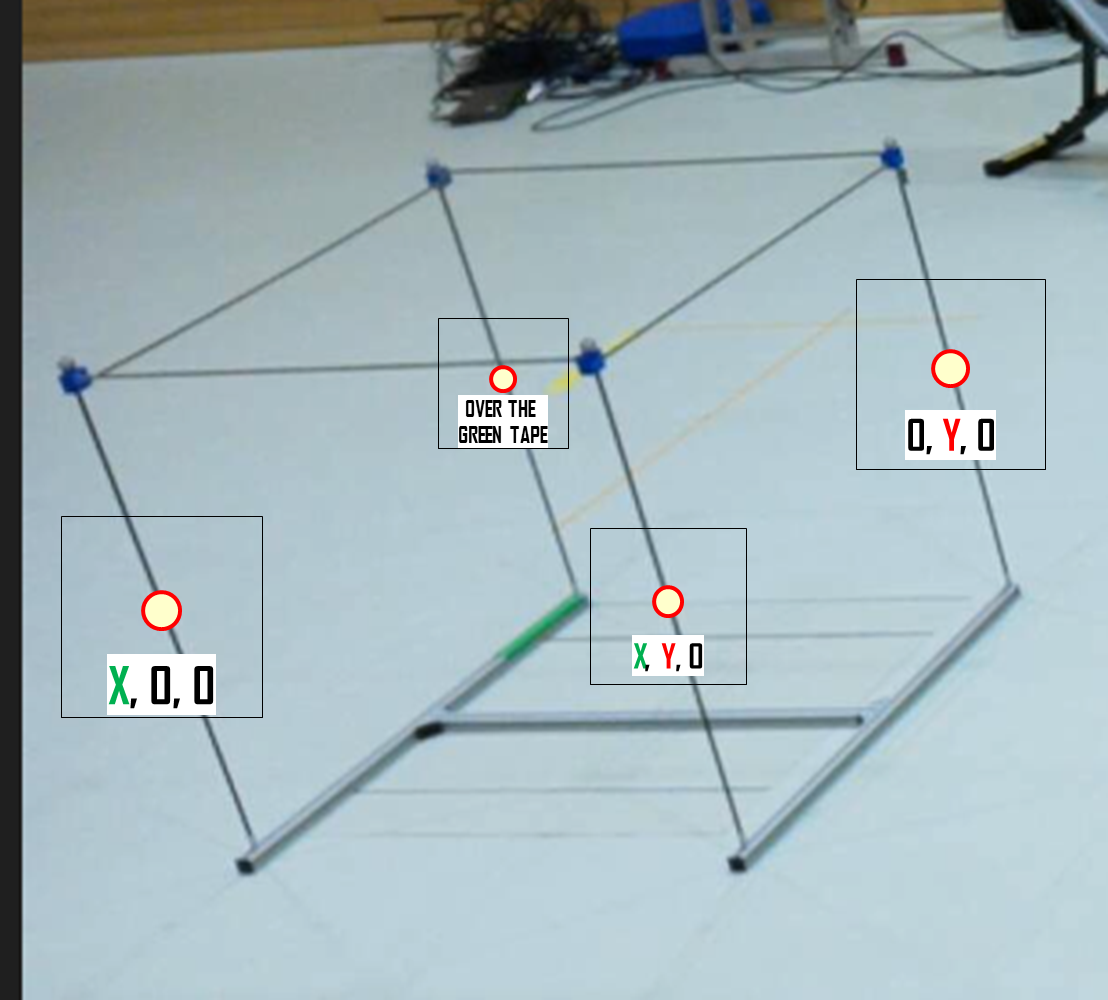 OVER THE
GREEN TAPE
0, Y, 0
X, Y, 0
X, 0, 0